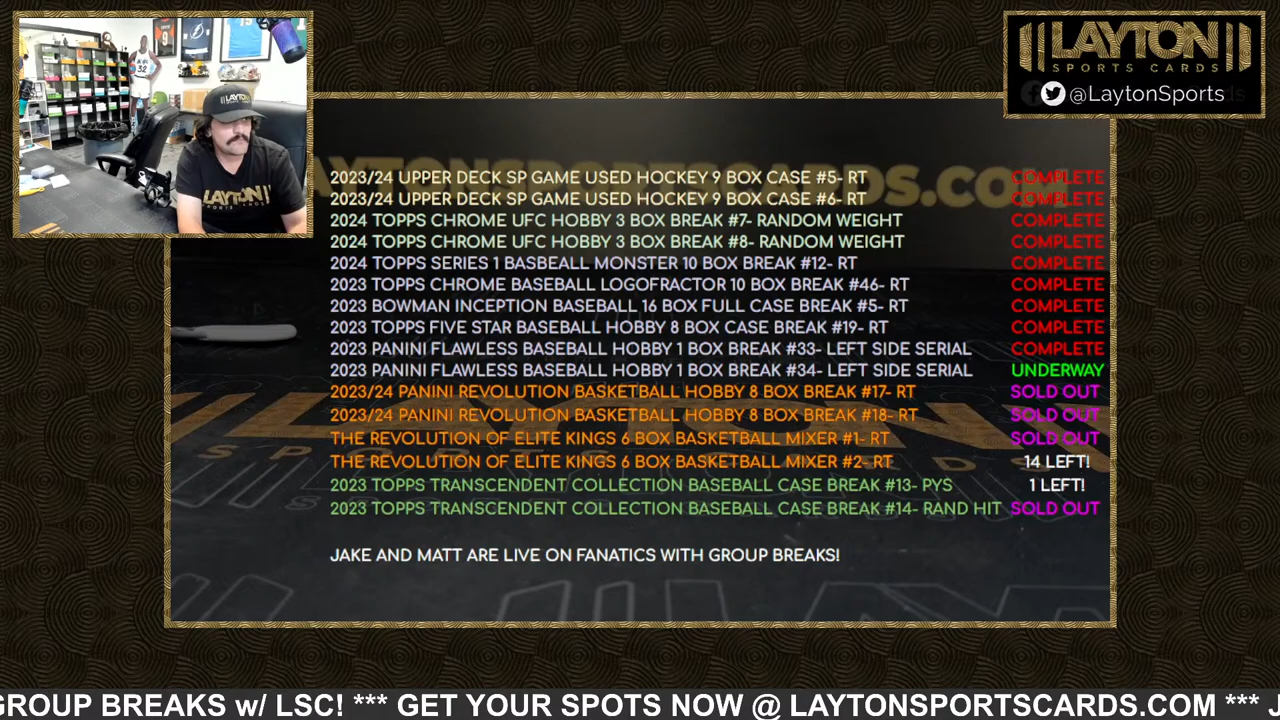 LAYTON
SPORTS CARDS
@LaytonSports
LAYTONSPORTSCARDS.COM
2023/24 UPPER DECK SP GAME USED HOCKEY 9 BOX CASE #5- RT COMPLETE
2023/24 UPPER DECK SP GAME USED HOCKEY 9 BOX CASE #6- RT COMPLETE
2024 TOPPS CHROME UFC HOBBY 3 BOX BREAK #7- RANDOM WEIGHT COMPLETE
2024 TOPPS CHROME UFC HOBBY 3 BOX BREAK #8- RANDOM WEIGHT COMPLETE
2024 TOPPS SERIES 1 BASBEALL MONSTER 10 BOX BREAK #12- RT COMPLETE
2023 TOPPS CHROME BASEBALL LOGOFRACTOR 10 BOX BREAK #46- RT COMPLETE
2023 BOWMAN INCEPTION BASEBALL 16 BOX FULL CASE BREAK #5- RT COMPLETE
2023 TOPPS FIVE STAR BASEBALL HOBBY 8 BOX CASE BREAK #19- RT COMPLETE
2023 PANINI FLAWLESS BASEBALL HOBBY 1 BOX BREAK #33- LEFT SIDE SERIAL COMPLETE
2023 PANINI FLAWLESS BASEBALL HOBBY 1 BOX BREAK #34- LEFT SIDE SERIAL UNDERWAY
2023/24 PANINI REVOLUTION BASKETBALL HOBBY 8 BOX BREAK #17- RT SOLD OUT
2023/24 PANINI REVOLUTION BASKETBALL HOBBY 8 BOX BREAK #18- RT SOLD OUT
THE REVOLUTION OF ELITE KINGS 6 BOX BASKETBALL MIXER #1- RT SOLD OUT
THE REVOLUTION OF ELITE KINGS 6 BOX BASKETBALL MIXER #2- RT 14 LEFT!
2023 TOPPS TRANSCENDENT COLLECTION BASEBALL CASE BREAK #13- PYS 1 LEFT!
2023 TOPPS TRANSCENDENT COLLECTION BASEBALL CASE BREAK #14- RAND HIT SOLD OUT
JAKE AND MATT ARE LIVE ON FANATICS WITH GROUP BREAKS!
GROUP BREAKS w/ LSC! *** GET YOUR SPOTS NOW @ LAYTONSPORTSCARDS.COM *** J